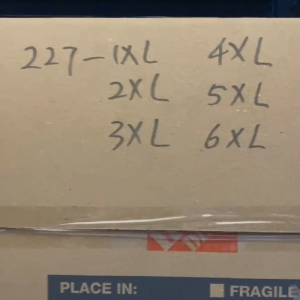 227-1XL 4XL
2XL 5XL
3XL 6XL
PLACE IN: FRAGILE